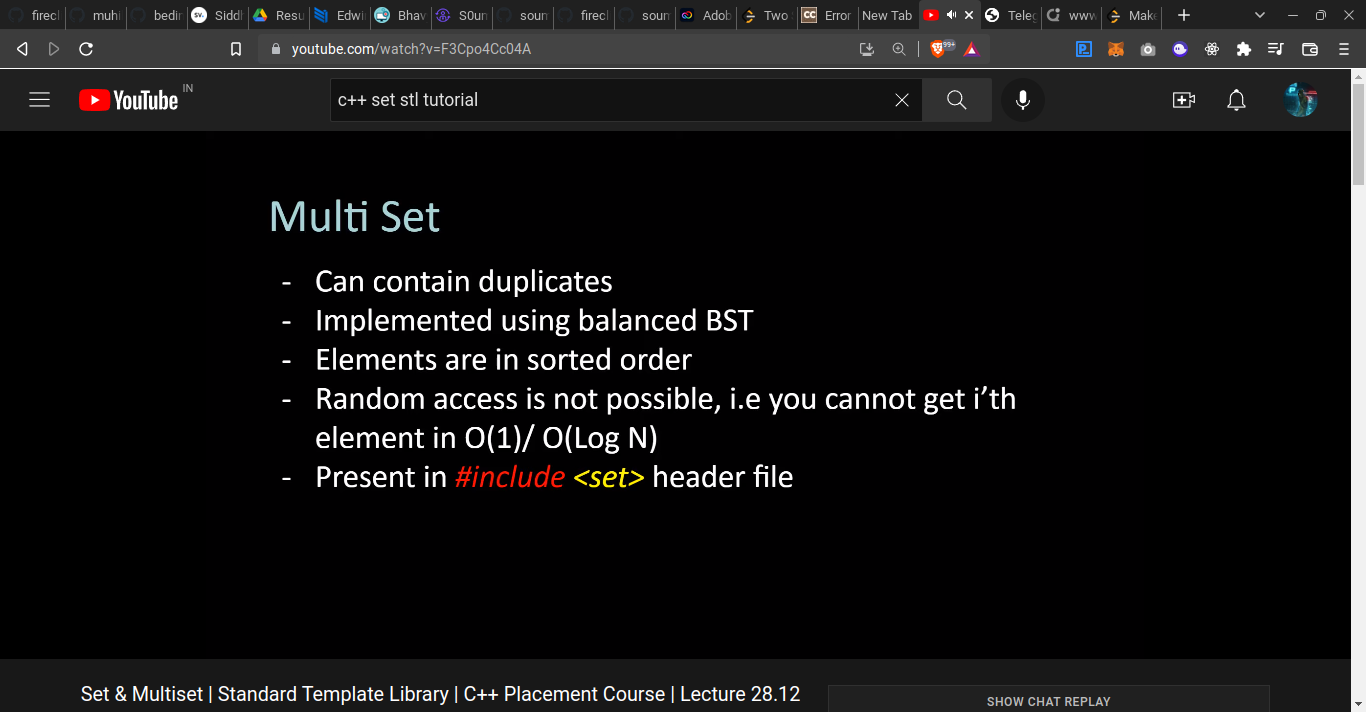 firecl muhi bedir SV. Siddl Resu Edwi Bhav S0un soun firecl soun Adob Two CC Error New Tab Teleg www Make
youtube.com/watch?v=F3Cpo4Cc04A 99+
YouTube IN c++ set stl tutorial
Multi Set
- Can contain duplicates
- Implemented using balanced BST
- Elements are in sorted order
- Random access is not possible, i.e you cannot get i’th
element in O(1)/ O(Log N)
- Present in #include <set> header file
Set & Multiset | Standard Template Library | C++ Placement Course | Lecture 28.12
SHOW CHAT REPLAY